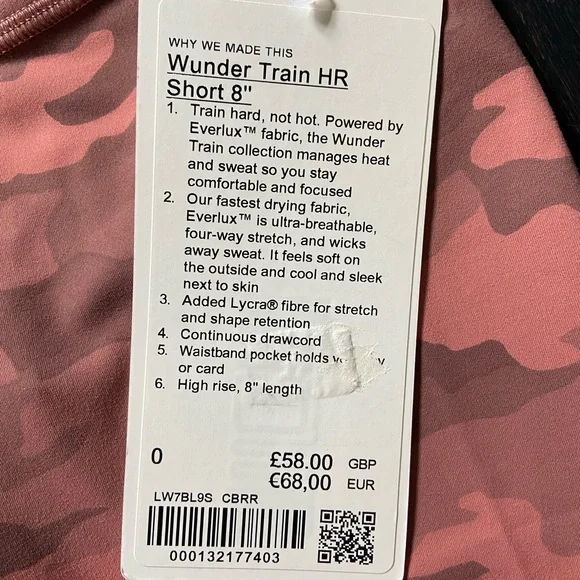 WHY WE MADE THIS
Wunder Train HR
Short 8"
1. Train hard, not hot. Powered by
Everlux™ fabric, the Wunder
Train collection manages heat
and sweat so you stay
comfortable and focused
2. Our fastest drying fabric,
Everlux™ is ultra-breathable,
four-way stretch, and wicks
away sweat. It feels soft on
the outside and cool and sleek
next to skin
3. Added Lycra® fibre for stretch
and shape retention
4. Continuous drawcord
5. Waistband pocket holds
or card
6. High rise, 8" length
0 £58.00 GBP
€68,00 EUR
LW7BL9S CBRR
000132177403